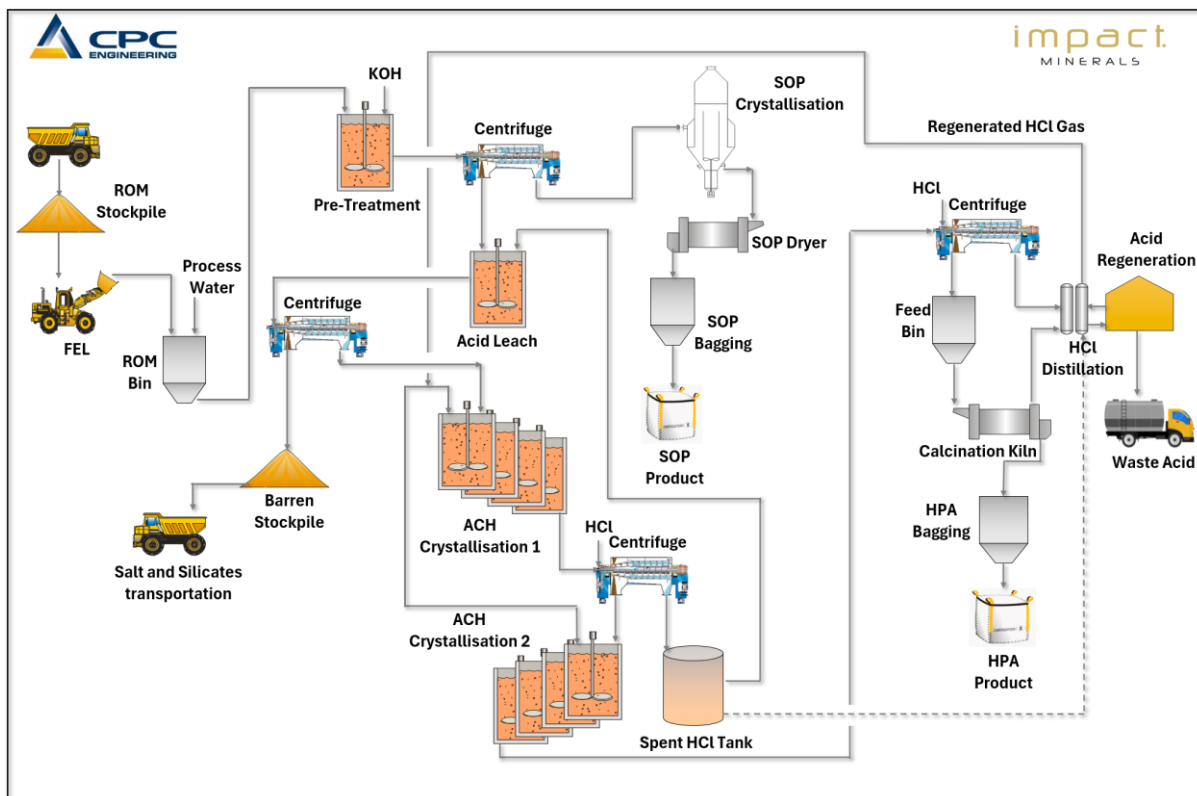 CPC
ENGINEERING
impact.
MINERALS
KOH
SOP
Crystallisation
Centrifuge
Regenerated HCl Gas
ROM
Stockpile
Pre-Treatment
HCl
Centrifuge
SOP Dryer
Acid
Regeneration
Process
Water
Centrifuge
FEL
ROM
Bin
Acid Leach
SOP
Bagging
Feed
Bin
HCl
Distillation
Calcination Kiln
Waste Acid
SOP
Product
Barren
Stockpile
ACH
Crystallisation 1
HCl
Centrifuge
HPA
Bagging
Salt and Silicates
transportation
ACH
Crystallisation 2
HPA
Product
Spent HCl Tank